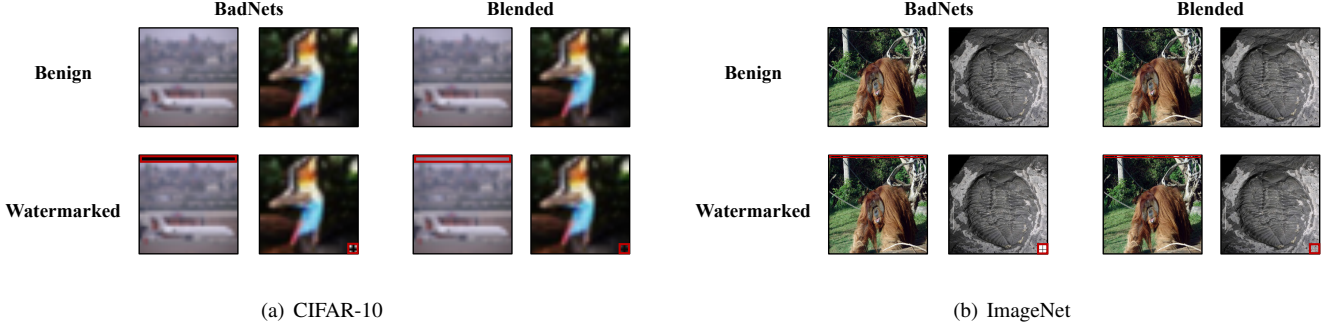 BadNets Blended
Benign
Watermarked
(a) CIFAR-10
BadNets Blended
Benign
Watermarked
(b) ImageNet